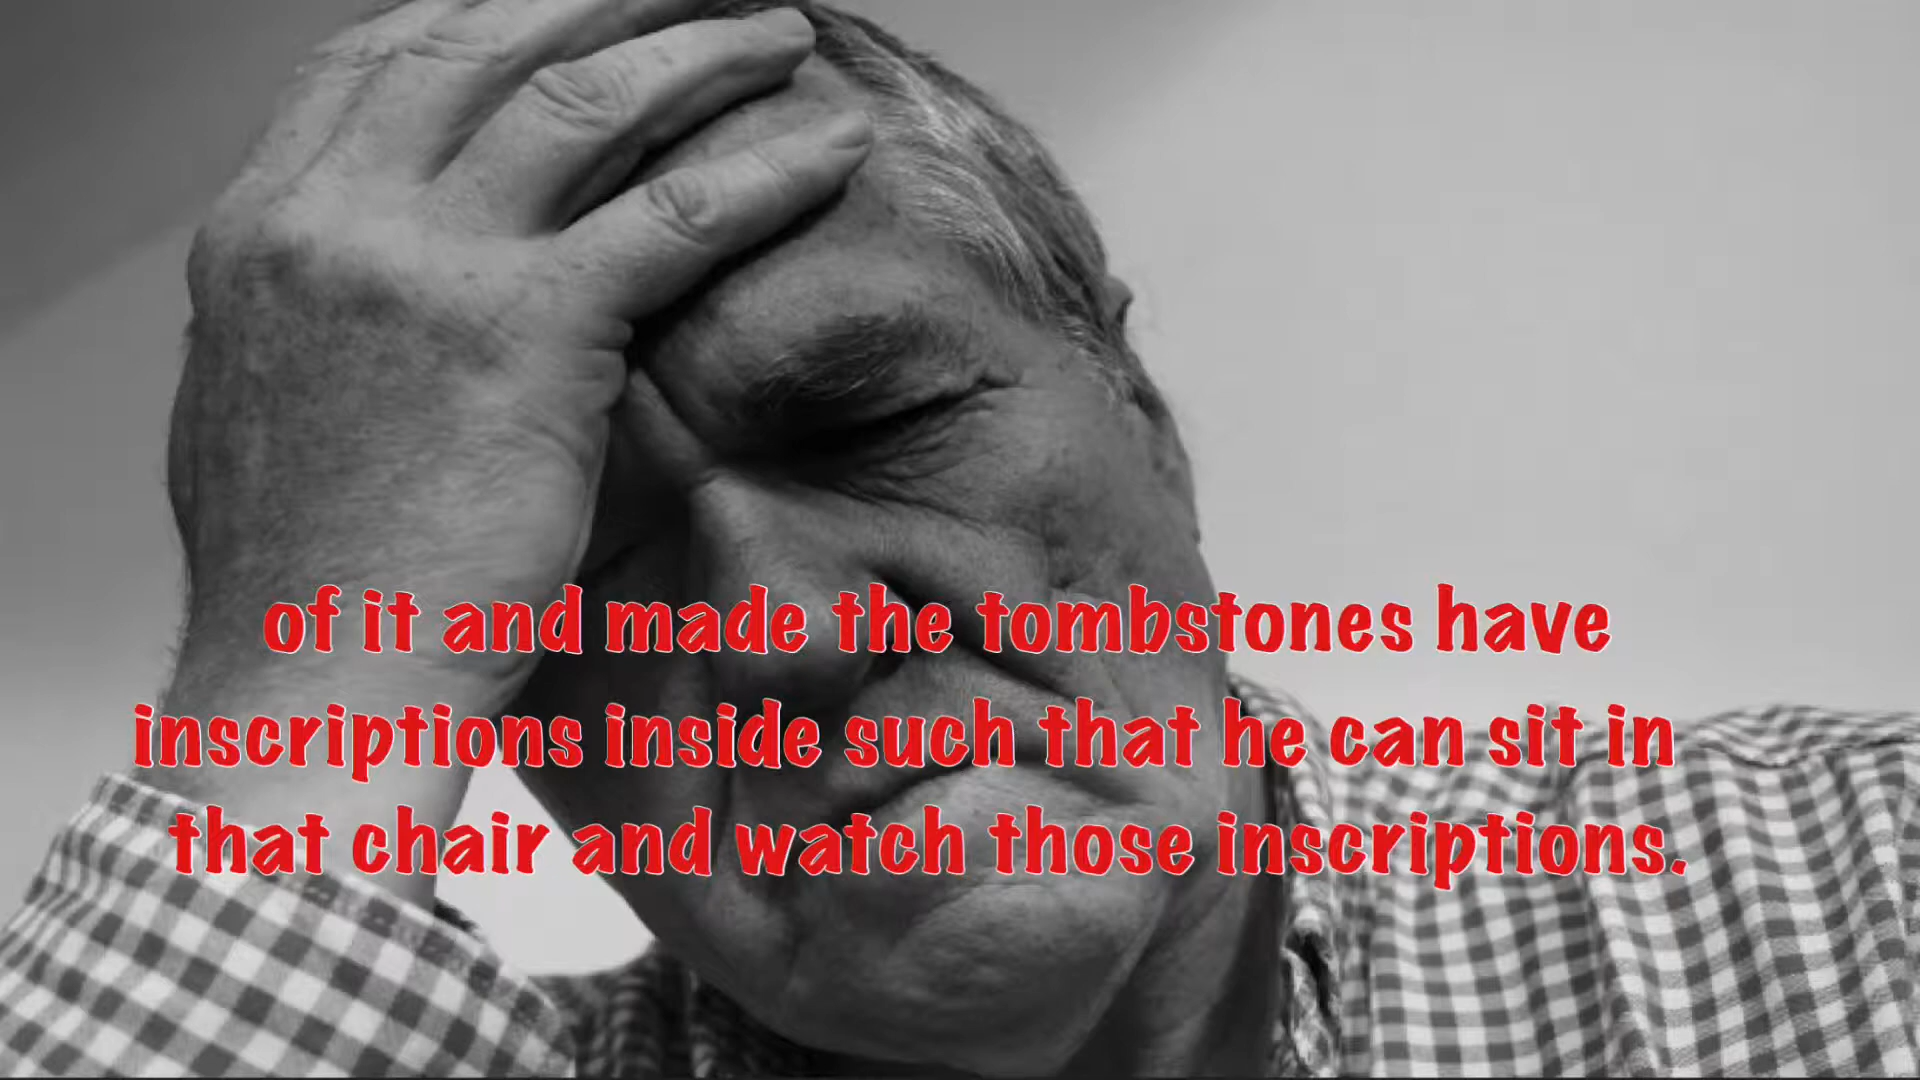 of it and made the tombstones have
inscriptions inside such that he can sit in
that chair and watch those inscriptions.